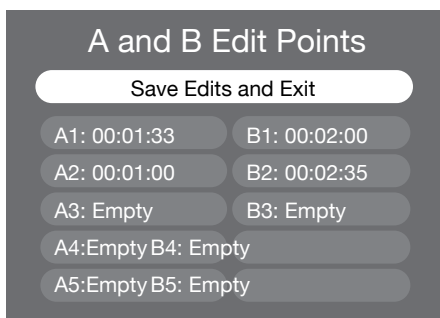 A and B Edit Points
Save Edits and Exit
A1: 00:01:33 B1: 00:02:00
A2: 00:01:00 B2: 00:02:35
A3: Empty B3: Empty
A4:Empty B4: Empty
A5:Empty B5: Empty